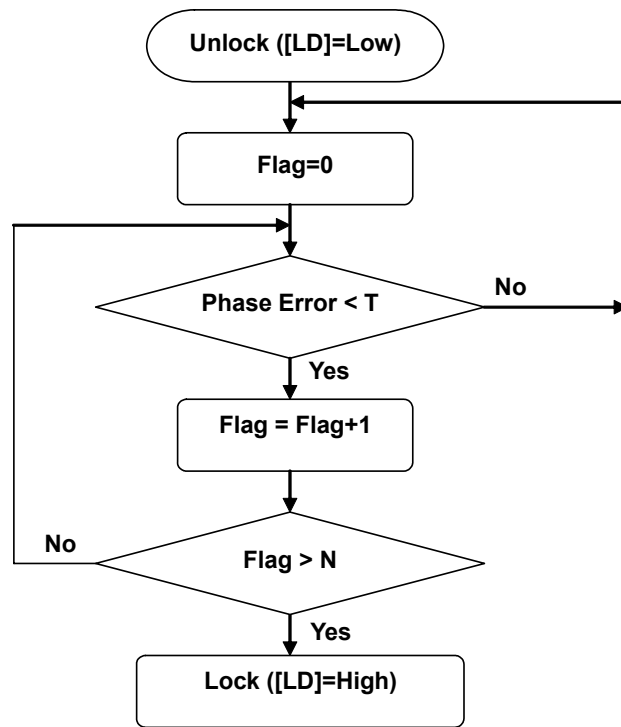 Unlock ([LD]=Low)
Flag=0
Phase Error < T
No
Yes
Flag = Flag+1
No
Flag > N
Yes
Lock ([LD]=High)